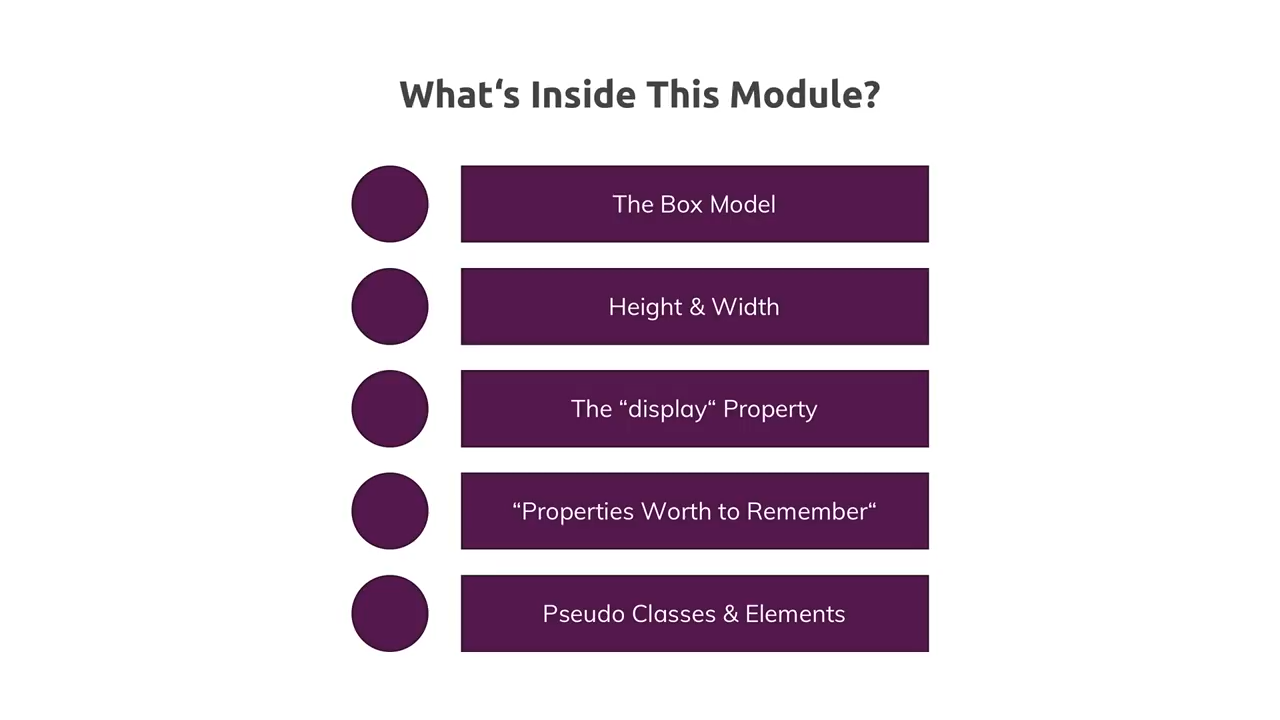 What‘s Inside This Module?
The Box Model
Height & Width
The “display“ Property
“Properties Worth to Remember“
Pseudo Classes & Elements